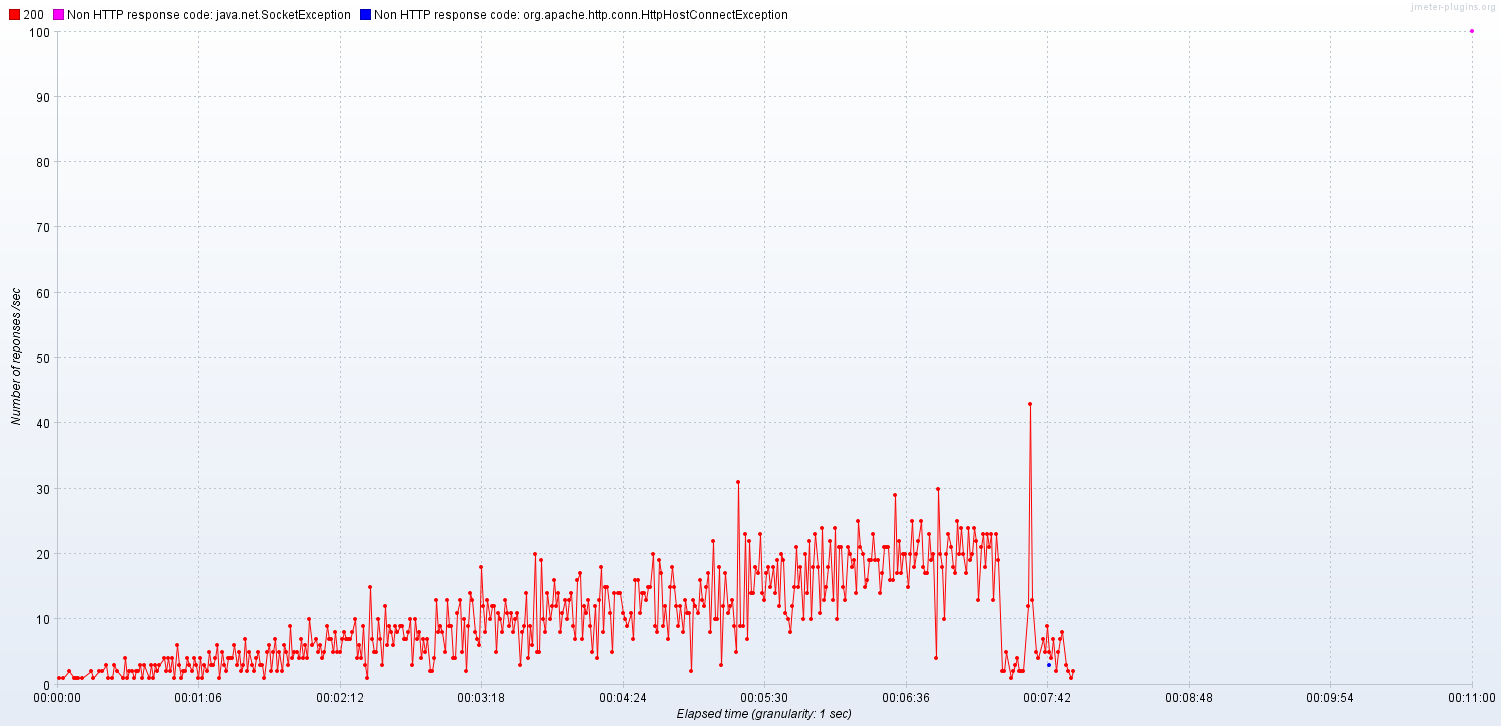 200 Non HTTP response code: java.net.SocketException Non HTTP response code: org.apache.http.conn.HttpHostConnectException
jmeter-plugins.org
100
90
80
70
60
50
40
30
20
10
0
Number of reponses /sec
00:00:00 00:01:06 00:02:12 00:03:18 00:04:24 00:05:30 00:06:36 00:07:42 00:08:48 00:09:54 00:11:00
Elapsed time (granularity: 1 sec)